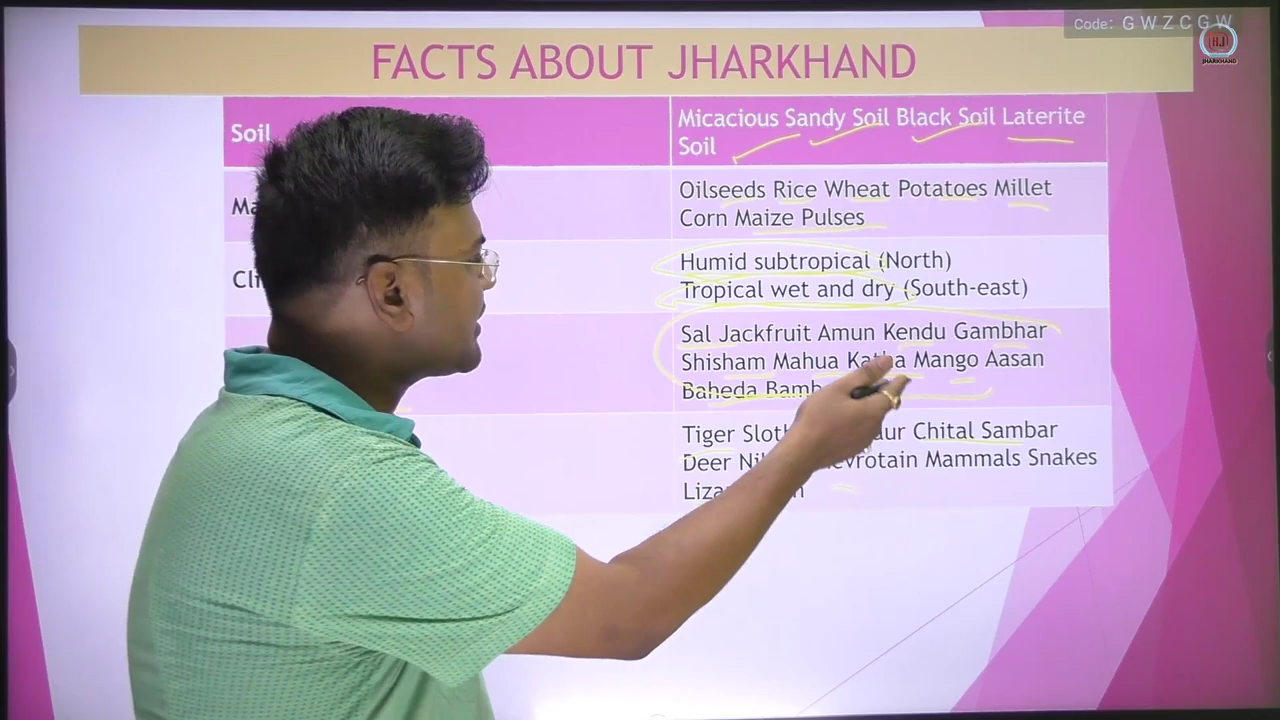 Code: G W Z C G W
FACTS ABOUT JHARKHAND
JHARKHAND
Soil
Micacious Sandy Soil Black Soil Laterite
Soil
Oilseeds Rice Wheat Potatoes Millet
Corn Maize Pulses
Humid subtropical (North)
Tropical wet and dry (South-east)
Sal Jackfruit Amun Kendu Gambhar
Shisham Mahua Katha Mango Aasan
Baheda
Tiger Chital Sambar
Deer Mammals Snakes